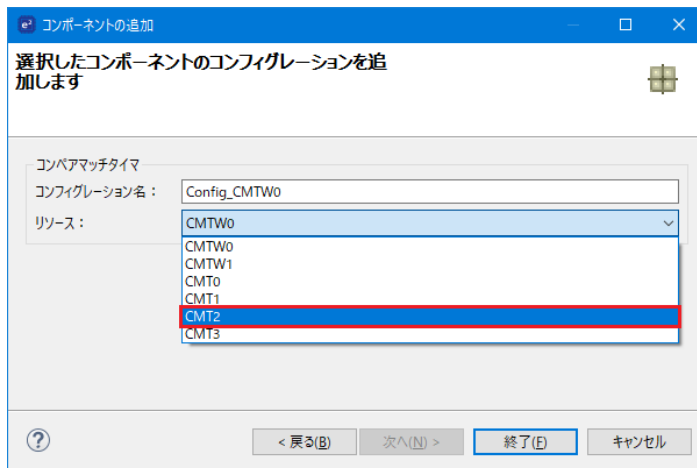 e² コンポーネントの追加
選択したコンポーネントのコンフィグレーションを追
加します
コンペアマッチタイマ
コンフィグレーション名： Config_CMTW0
リソース： CMTW0
CMTW0
CMTW1
CMT0
CMT1
CMT2
CMT3
? < 戻る(B) 次へ(N) > 終了(F) キャンセル